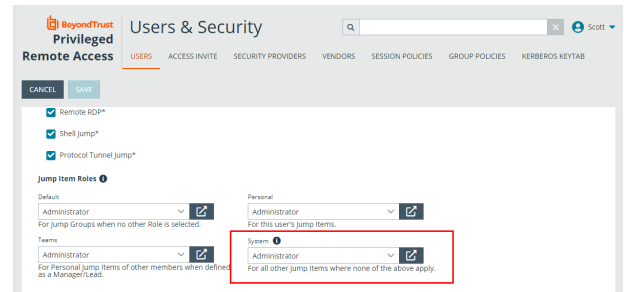 BeyondTrust
Privileged
Remote Access
Users & Security
Scott
USERS ACCESS INVITE SECURITY PROVIDERS VENDORS SESSION POLICIES GROUP POLICIES KERBEROS KEYTAB
CANCEL SAVE
Remote RDP*
Shell Jump*
Protocol Tunnel Jump*
Jump Item Roles
Default Personal
Administrator Administrator
For Jump Groups when no other Role is selected. For this user's Jump Items.
Teams System
Administrator Administrator
For Personal Jump Items of other members when defined For all other Jump Items where none of the above apply.
as a Manager/Lead.